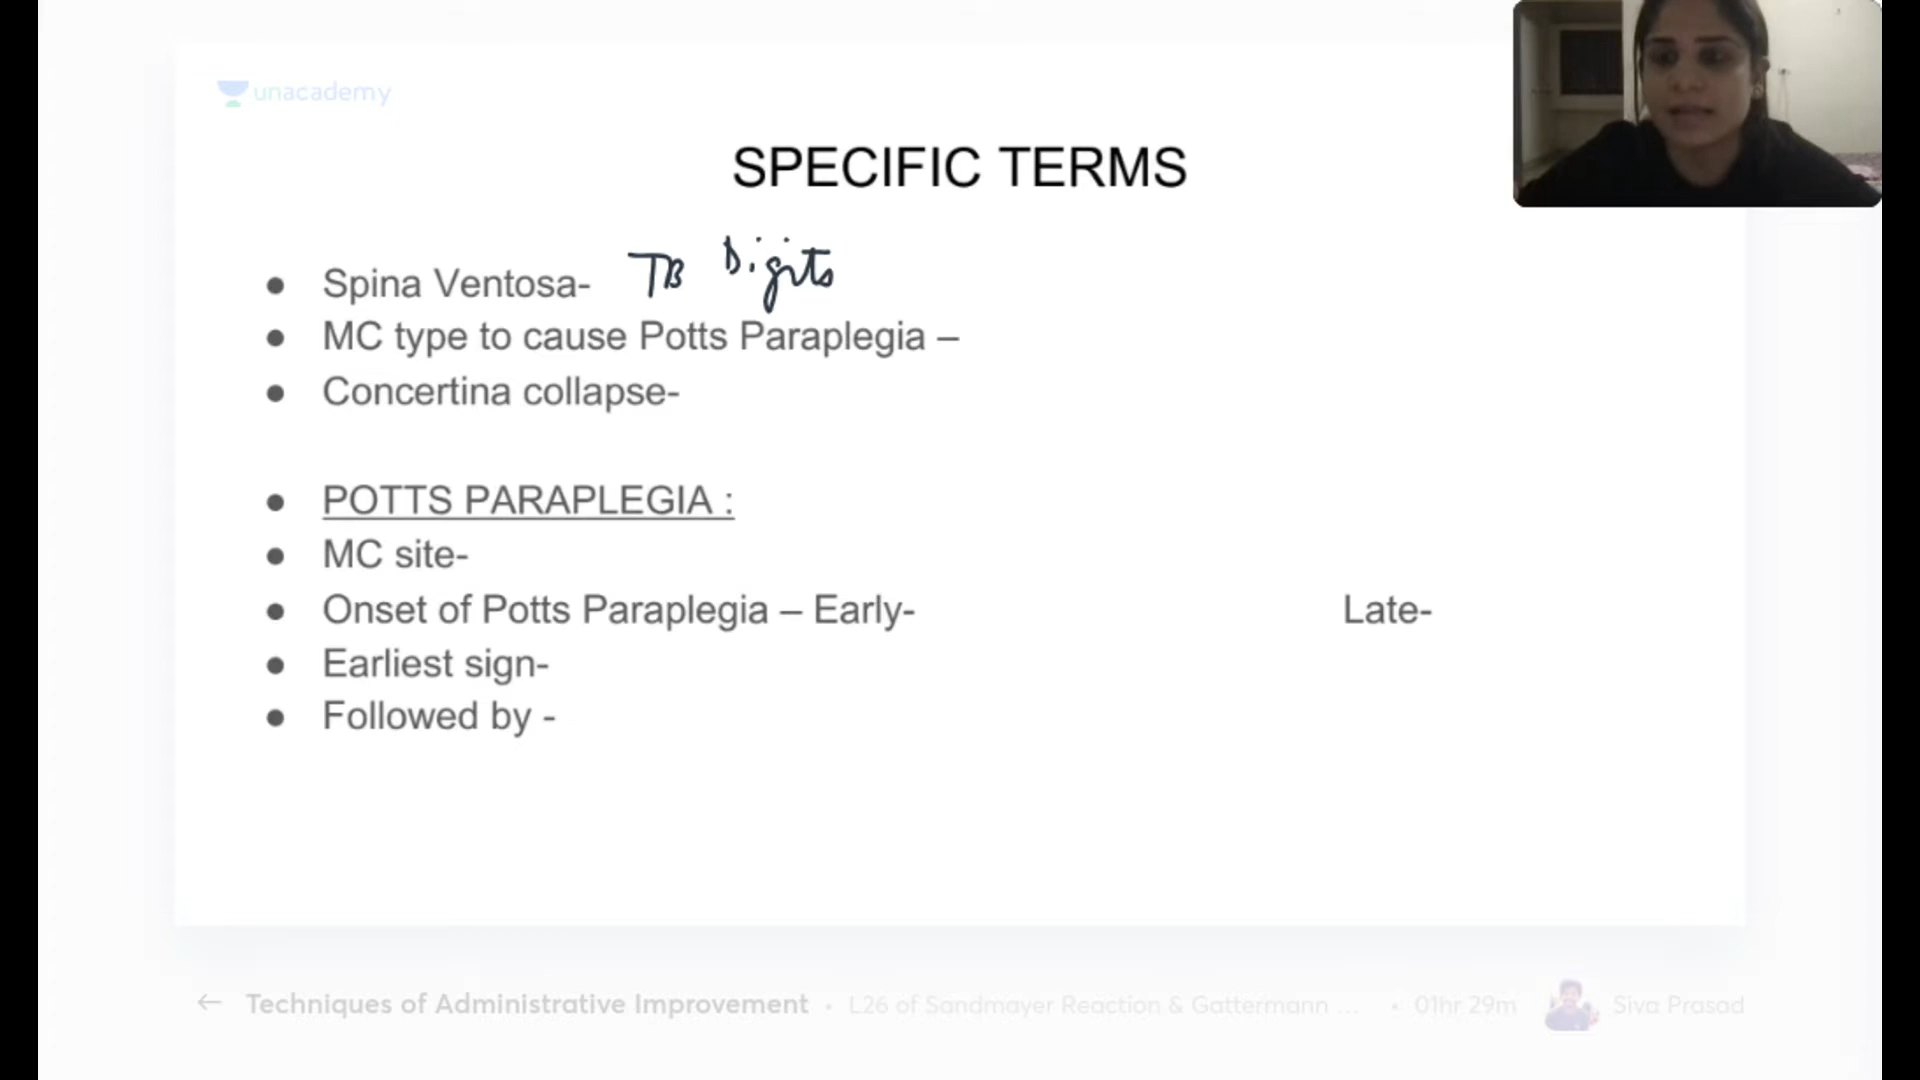 unacademy
SPECIFIC TERMS
● Spina Ventosa- TB Digits
● MC type to cause Potts Paraplegia –
● Concertina collapse-
● POTTS PARAPLEGIA :
● MC site-
● Onset of Potts Paraplegia – Early- Late-
● Earliest sign-
● Followed by -
← Techniques of Administrative Improvement • L26 of Sandmayer Reaction & Gattermann ... • 01hr 29m Siva Prasad